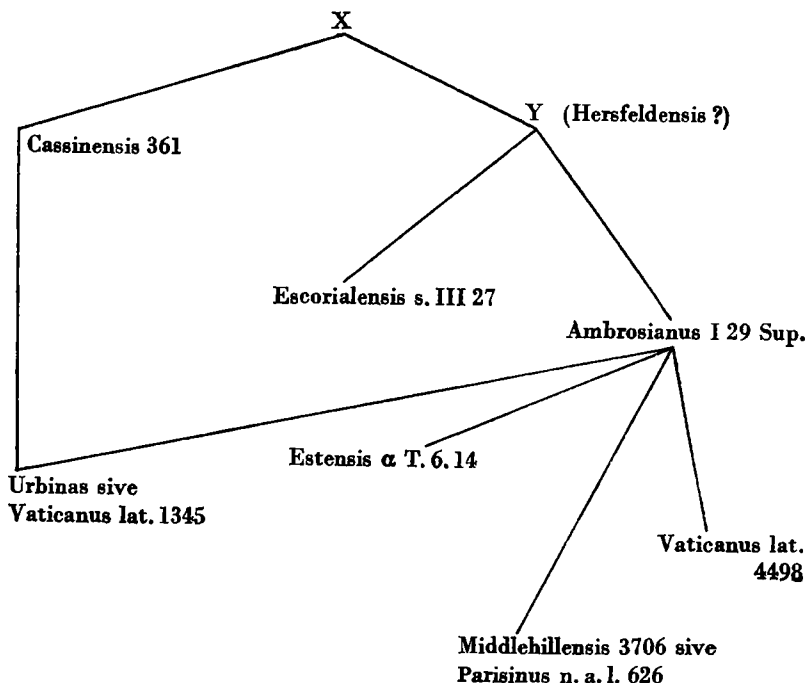 X
Y (Hersfeldensis ?)
Cassinensis 361
Escorialensis s. III 27
Ambrosianus I 29 Sup.
Estensis α T. 6. 14
Urbinas sive
Vaticanus lat. 1345
Vaticanus lat.
4498
Middlehillensis 3706 sive
Parisinus n. a. l. 626